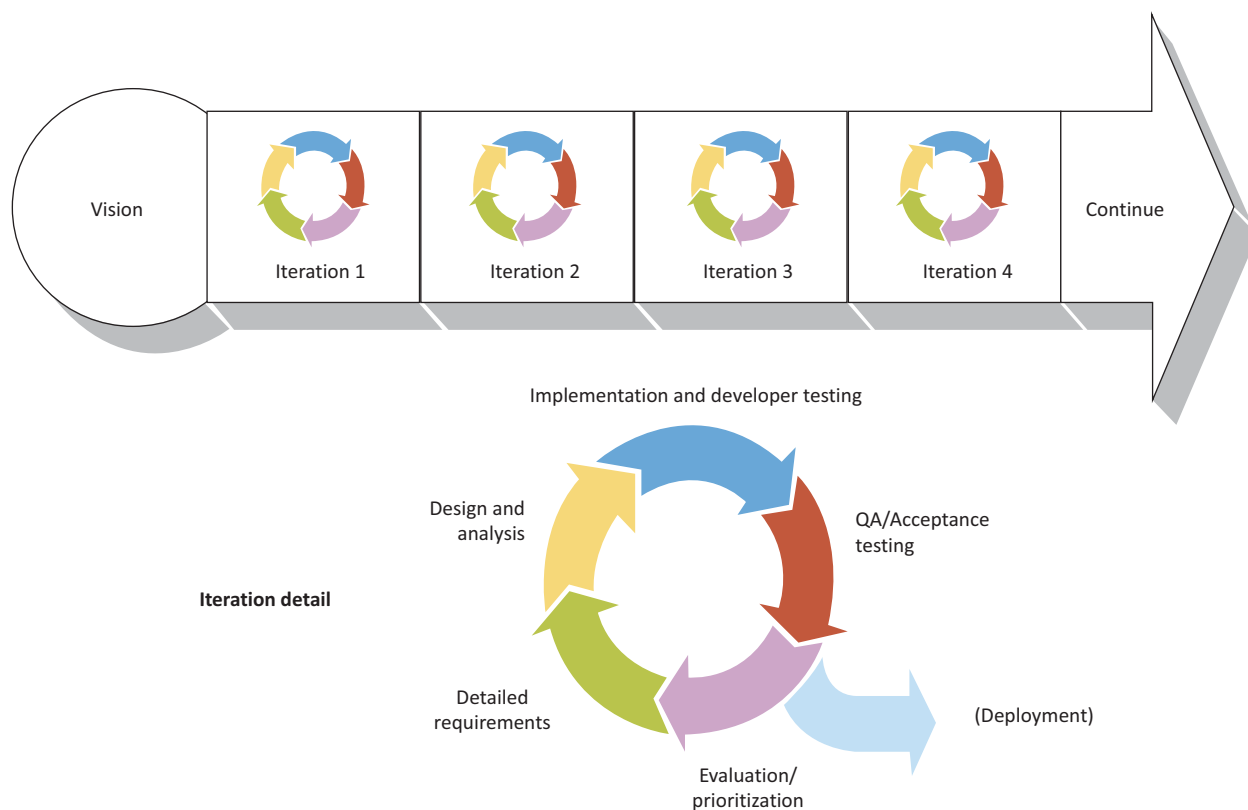 Vision
Iteration 1
Iteration 2
Iteration 3
Iteration 4
Continue
Implementation and developer testing
Design and
analysis
QA/Acceptance
testing
Iteration detail
Detailed
requirements
(Deployment)
Evaluation/
prioritization